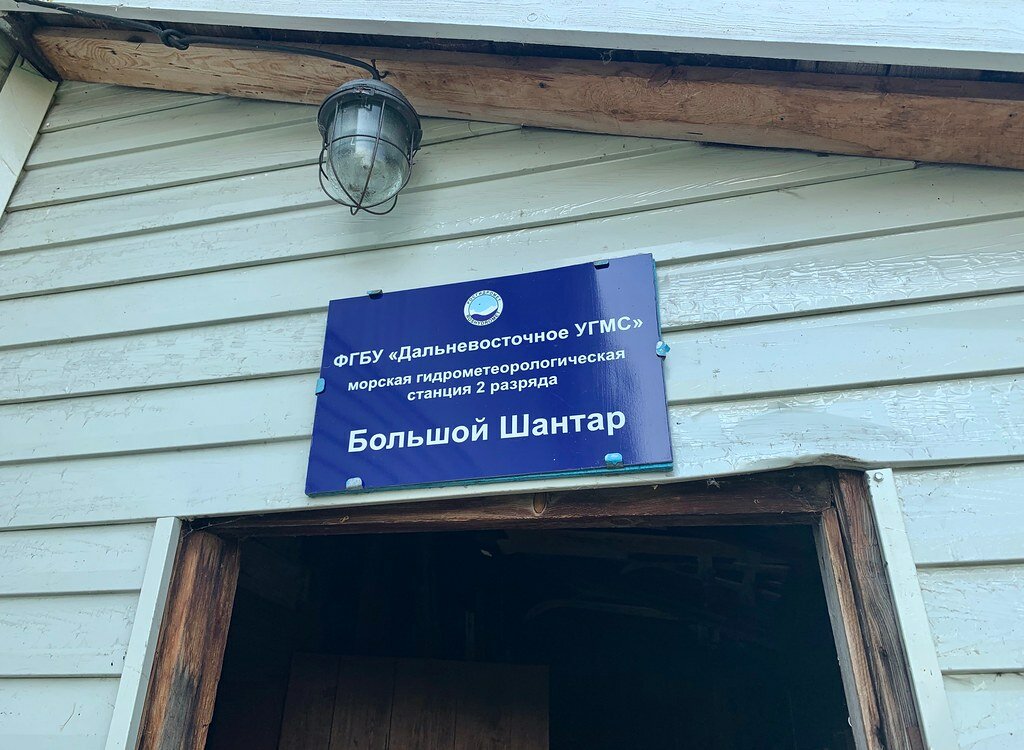 ФГБУ «Дальневосточное УГМС»
морская гидрометеорологическая
станция 2 разряда
Большой Шантар